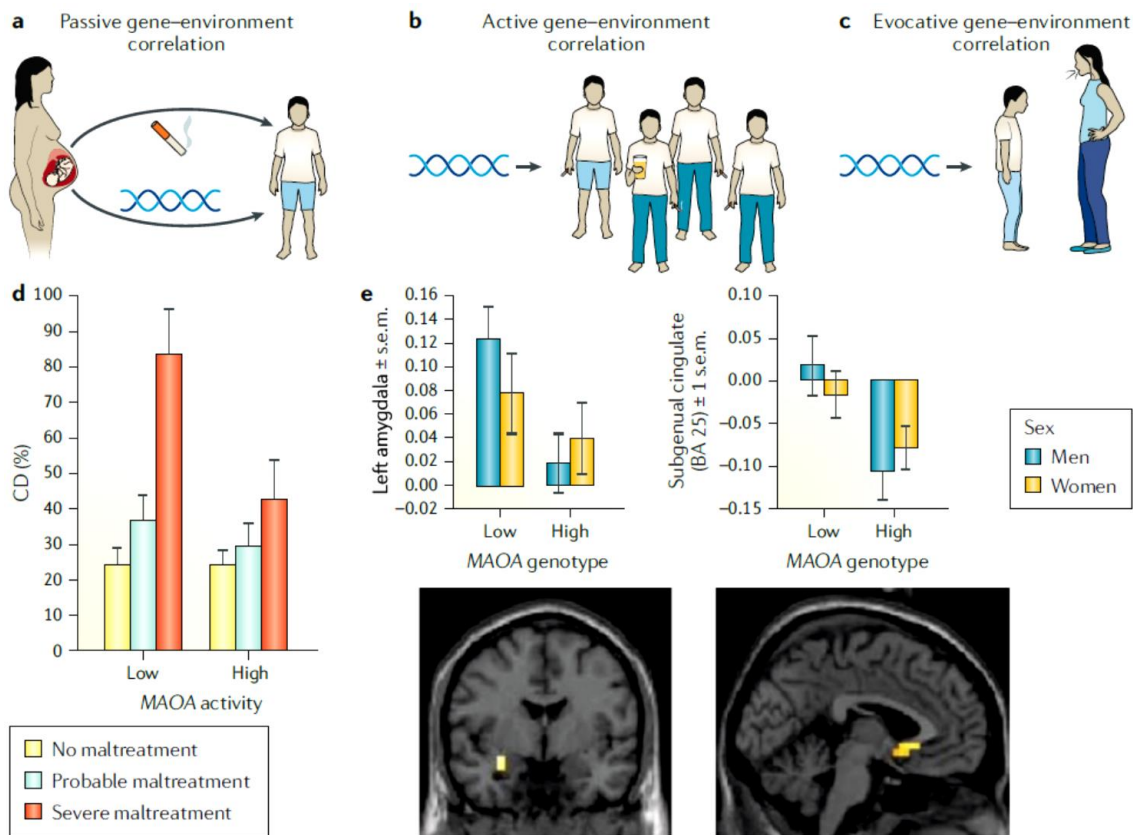 a Passive gene–environment
correlation
b Active gene–environment
correlation
c Evocative gene–environment
correlation
d
CD (%)
100
90
80
70
60
50
40
30
20
10
0
Low
High
MAOA activity
No maltreatment
Probable maltreatment
Severe maltreatment
e
Left amygdala ± s.e.m.
0.16
0.14
0.12
0.10
0.08
0.06
0.04
0.02
0.00
–0.02
Low
High
MAOA genotype
Subgenual cingulate
(BA 25) ± 1 s.e.m.
0.10
0.05
0.00
–0.05
–0.10
–0.15
Low
High
MAOA genotype
Sex
Men
Women